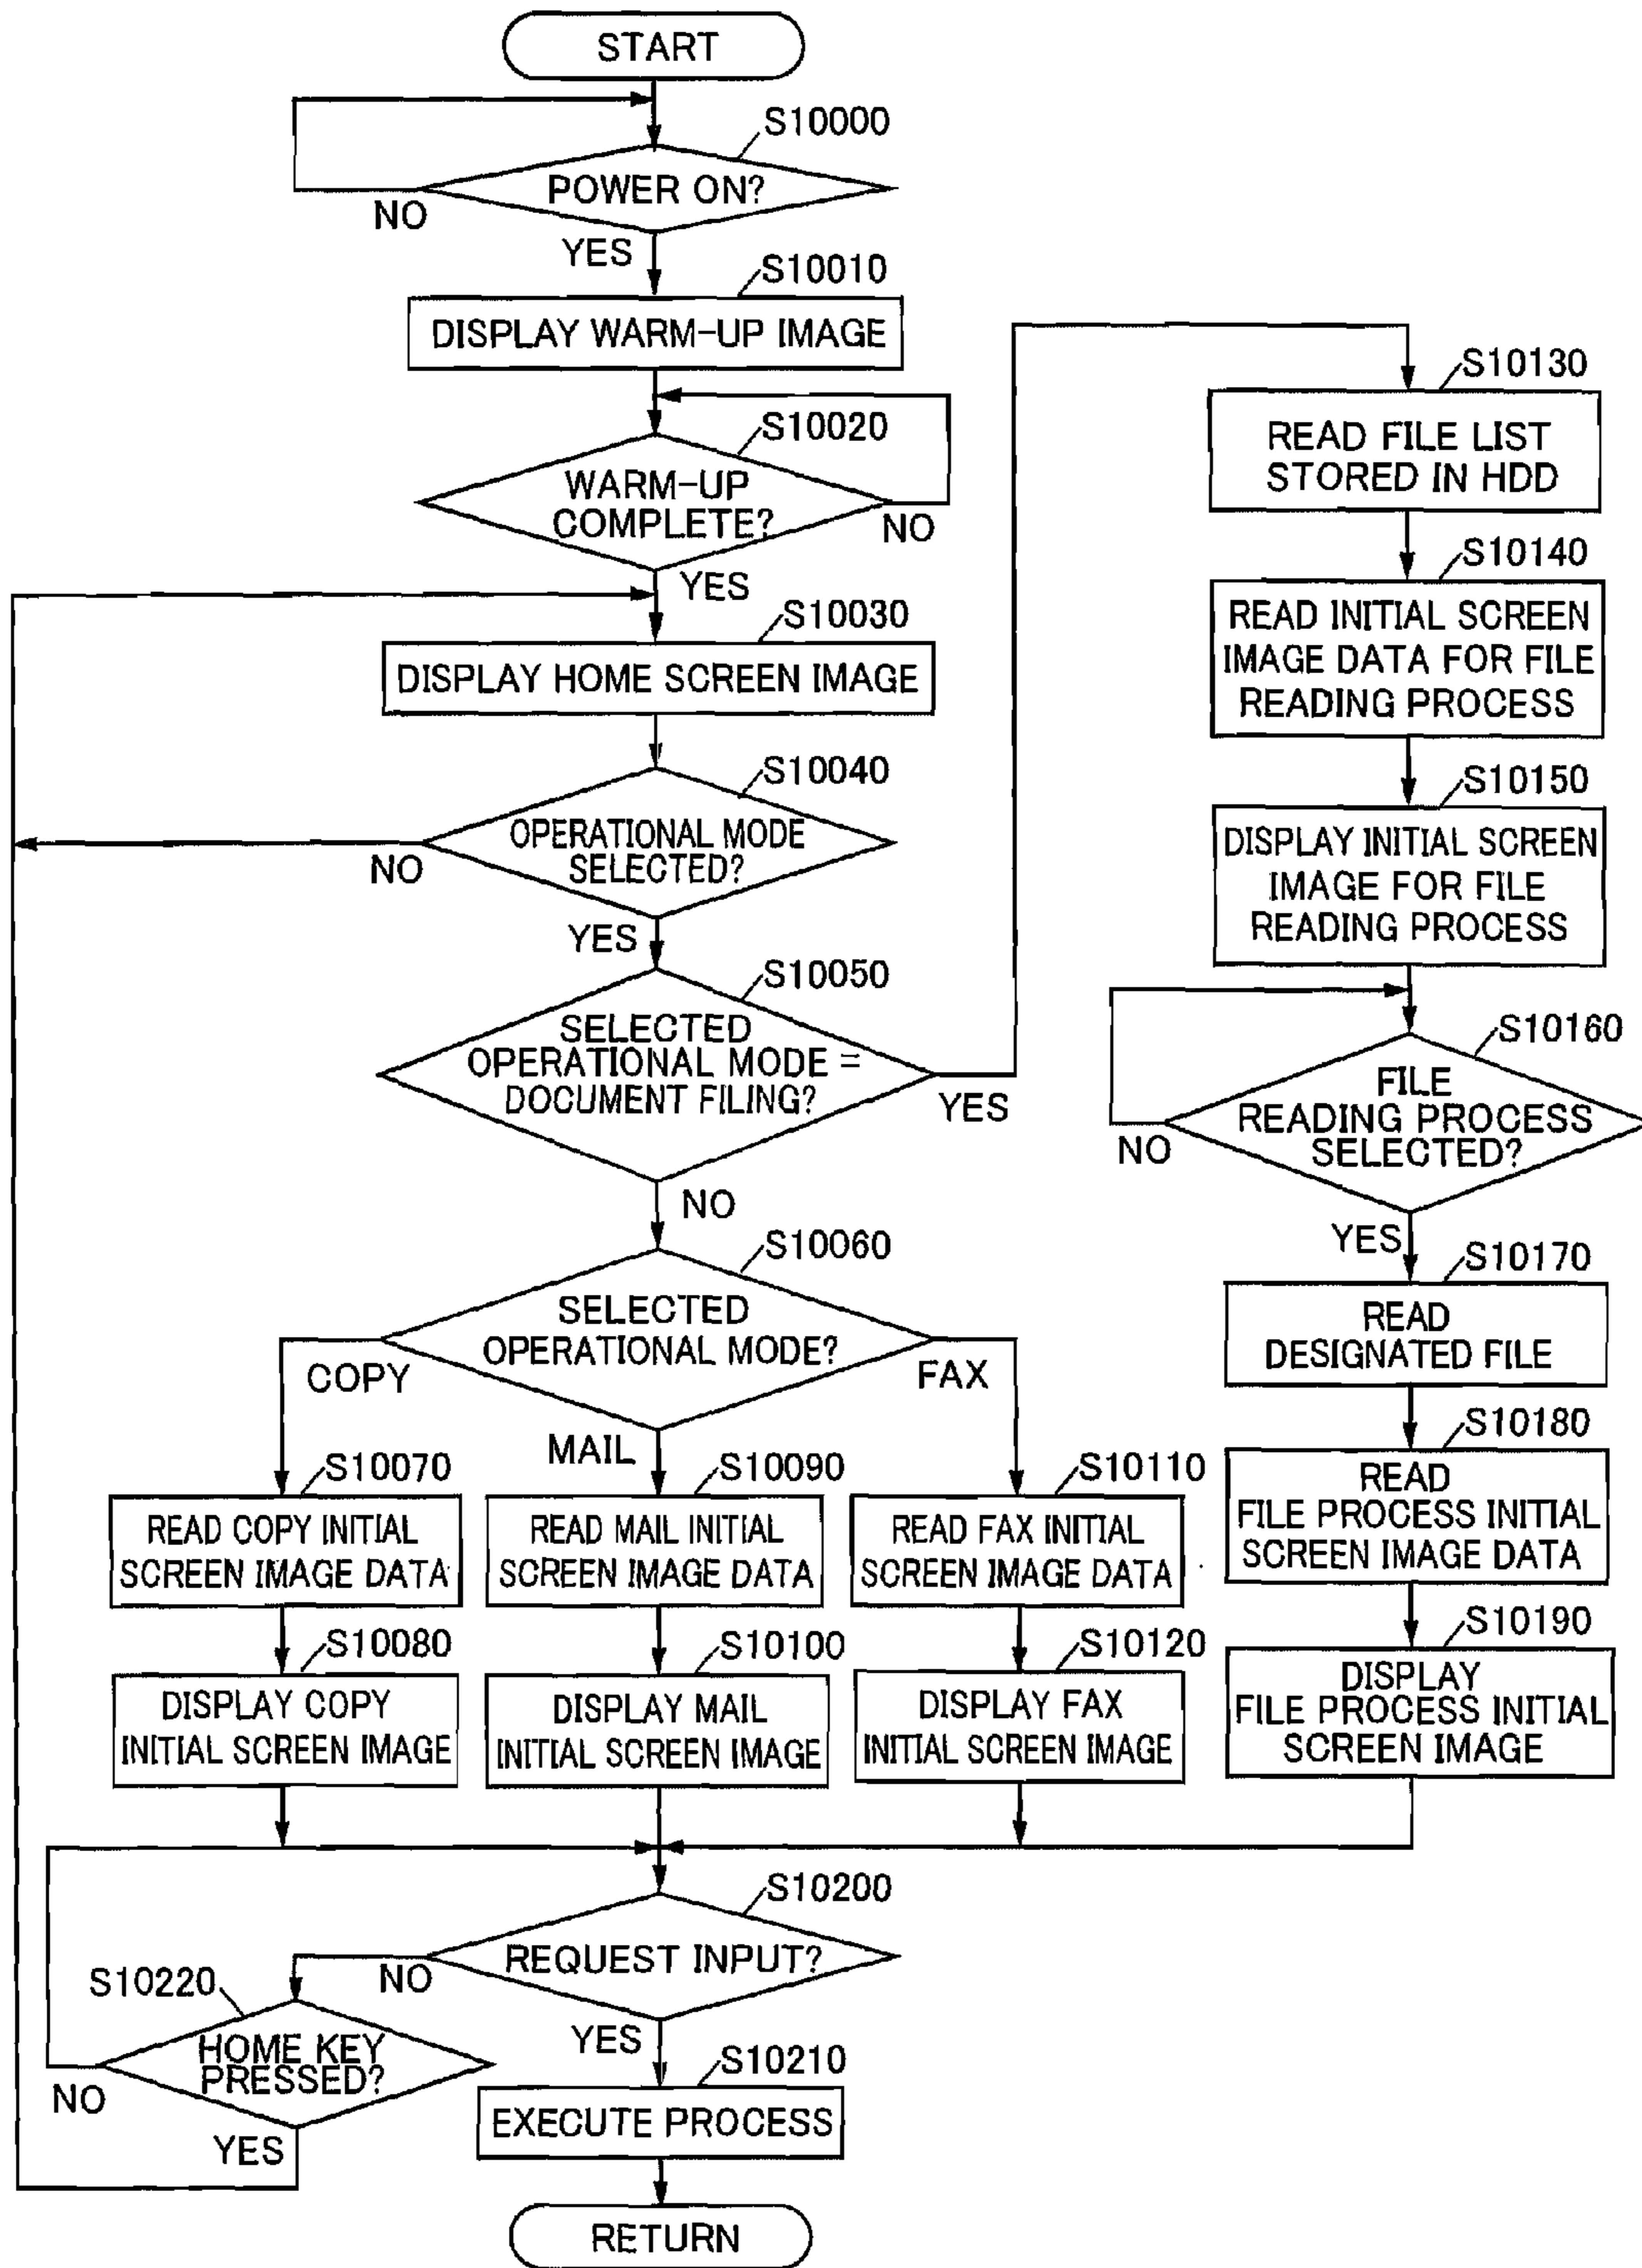 START
S10000
POWER ON?
NO
YES
S10010
DISPLAY WARM-UP IMAGE
S10020
WARM-UP
COMPLETE?
NO
YES
S10030
DISPLAY HOME SCREEN IMAGE
S10040
OPERATIONAL MODE
SELECTED?
NO
YES
S10050
SELECTED
OPERATIONAL MODE =
DOCUMENT FILING?
YES
NO
S10060
SELECTED
OPERATIONAL MODE?
COPY
MAIL
FAX
S10070
READ COPY INITIAL
SCREEN IMAGE DATA
S10080
DISPLAY COPY
INITIAL SCREEN IMAGE
S10090
READ MAIL INITIAL
SCREEN IMAGE DATA
S10100
DISPLAY MAIL
INITIAL SCREEN IMAGE
S10110
READ FAX INITIAL
SCREEN IMAGE DATA
S10120
DISPLAY FAX
INITIAL SCREEN IMAGE
S10130
READ FILE LIST
STORED IN HDD
S10140
READ INITIAL SCREEN
IMAGE DATA FOR FILE
READING PROCESS
S10150
DISPLAY INITIAL SCREEN
IMAGE FOR FILE
READING PROCESS
S10160
FILE
READING PROCESS
SELECTED?
NO
YES
S10170
READ
DESIGNATED FILE
S10180
READ
FILE PROCESS INITIAL
SCREEN IMAGE DATA
S10190
DISPLAY
FILE PROCESS INITIAL
SCREEN IMAGE
S10200
REQUEST INPUT?
NO
YES
S10220
HOME KEY
PRESSED?
NO
YES
S10210
EXECUTE PROCESS
RETURN